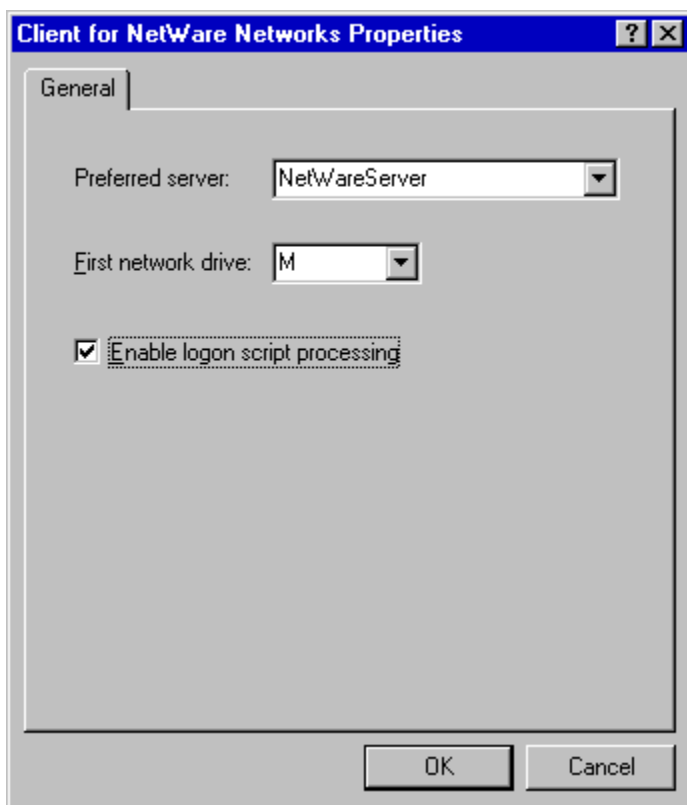 Client for NetWare Networks Properties
General
Preferred server: NetWareServer
First network drive: M
Enable logon script processing
OK Cancel